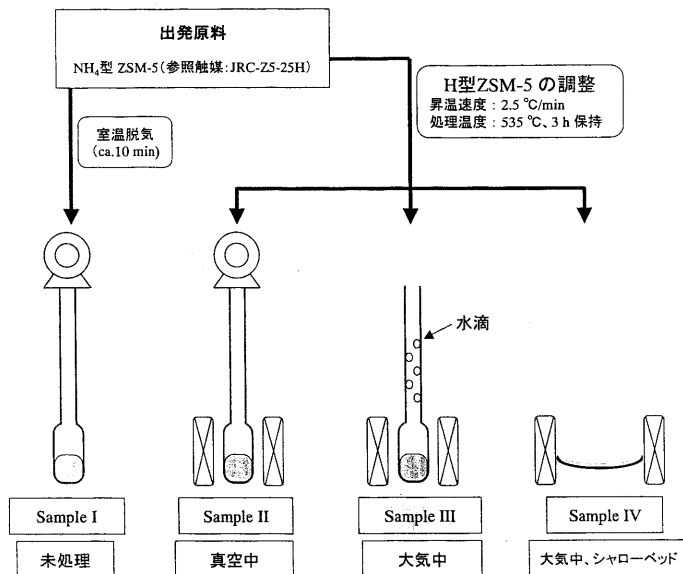 出発原料
NH₄型 ZSM-5(参照触媒:JRC-Z5-25H)
H型ZSM-5 の調整
昇温速度：2.5 ℃/min
処理温度：535 ℃、3 h 保持
室温脱気
(ca.10 min)
水滴
Sample I
Sample II
Sample III
Sample IV
未処理
真空中
大気中
大気中、シャローベッド